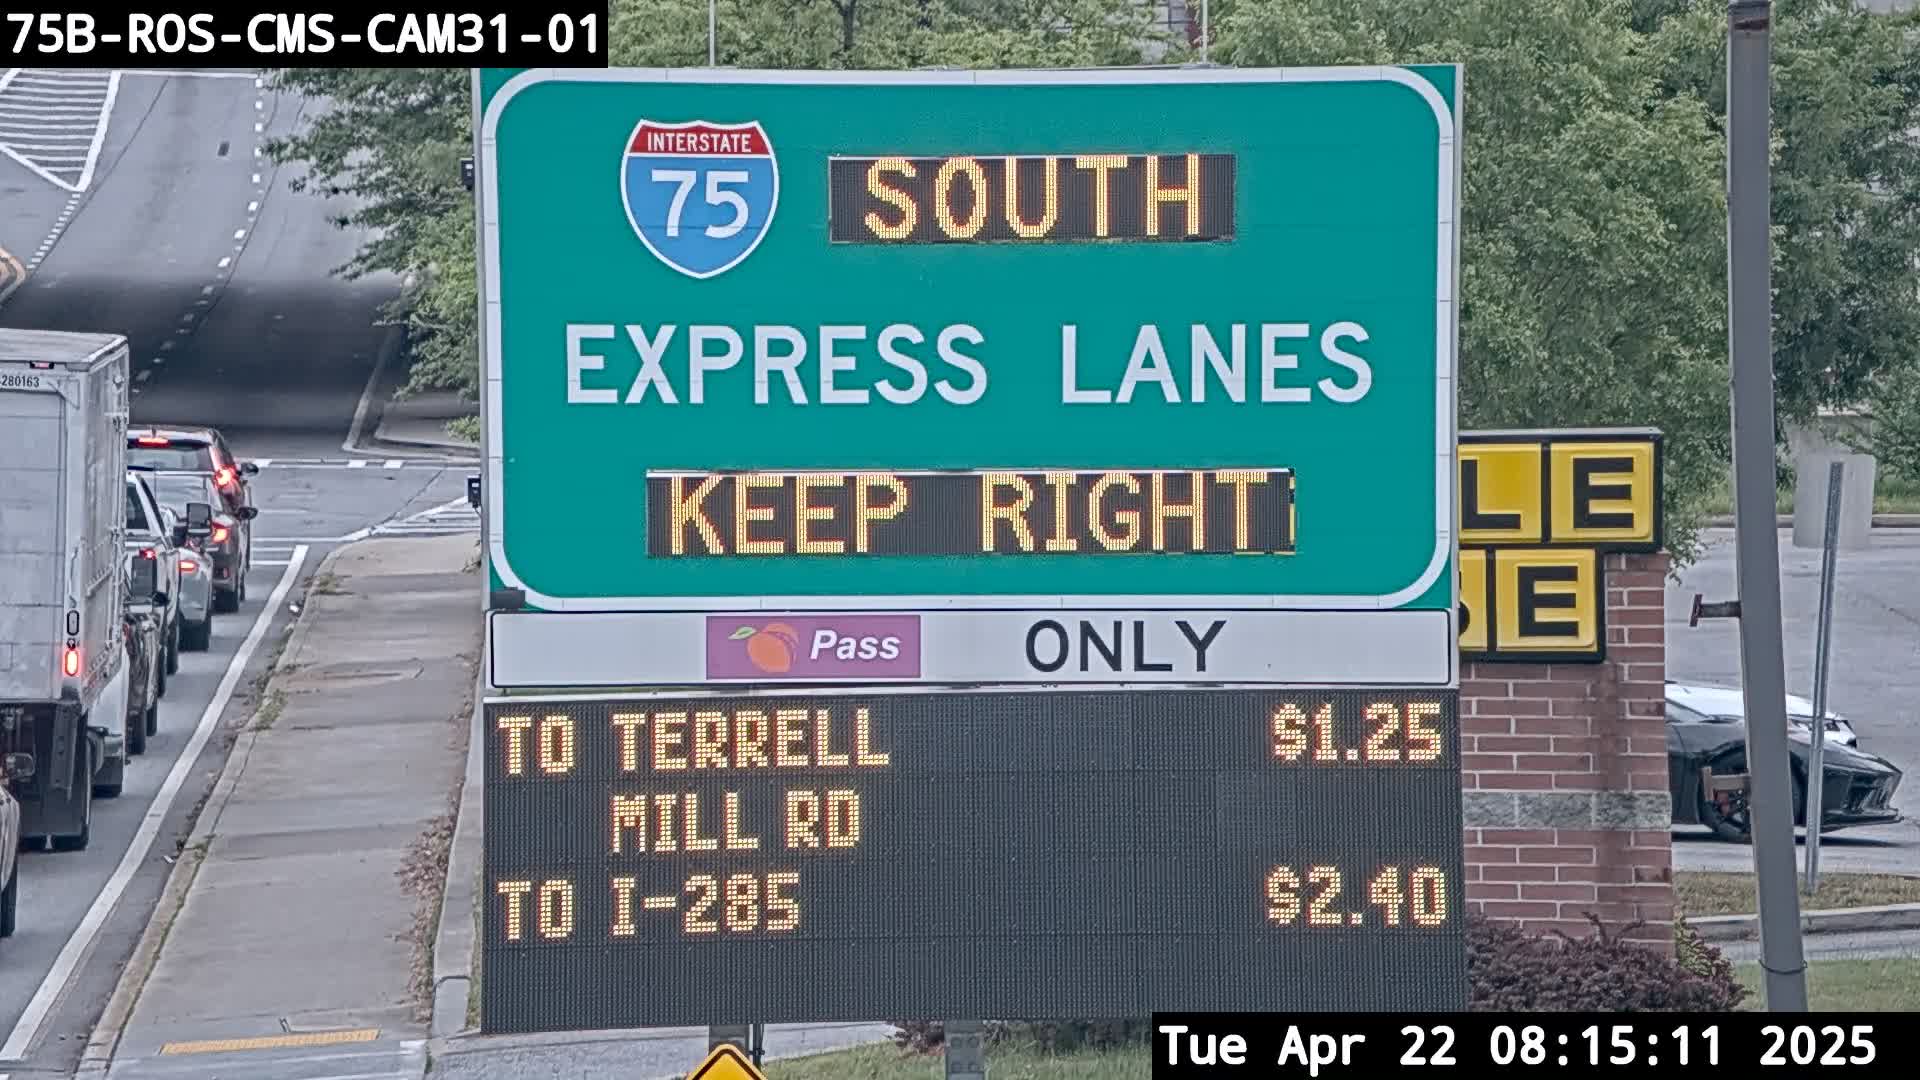 75B-ROS-CMS-CAM31-01
INTERSTATE
75
SOUTH
EXPRESS LANES
KEEP RIGHT
Pass ONLY
TO TERRELL $1.25
MILL RD
TO I-285 $2.40
280163
LE
E
Tue Apr 22 08:15:11 2025